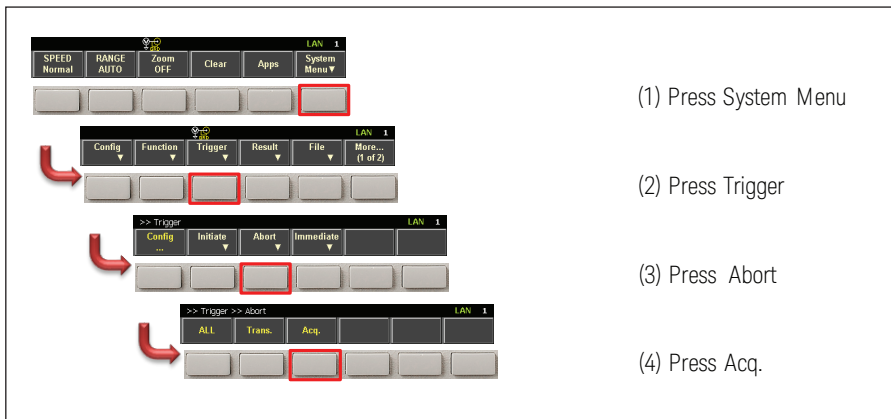 LAN 1
SPEED Normal RANGE AUTO Zoom OFF Clear Apps System Menu▼
(1) Press System Menu
LAN 1
Config ▼ Function ▼ Trigger ▼ Result ▼ File ▼ More... (1 of 2)
(2) Press Trigger
>> Trigger LAN 1
Config ... Initiate ▼ Abort ▼ Immediate ▼
(3) Press Abort
>> Trigger >> Abort LAN 1
ALL Trans. Acq.
(4) Press Acq.